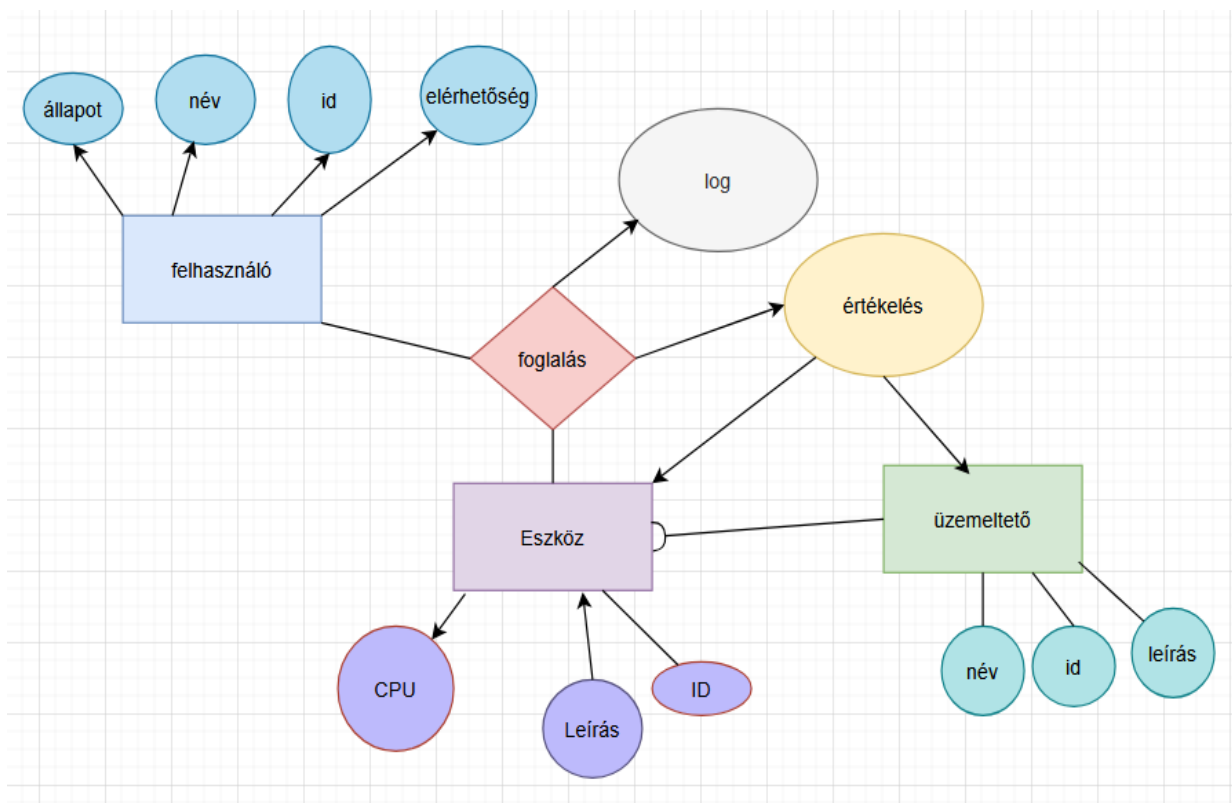 állapot
név
id
elérhetőség
log
felhasználó
értékelés
foglalás
Eszköz
üzemeltető
CPU
Leírás
ID
név
id
leírás